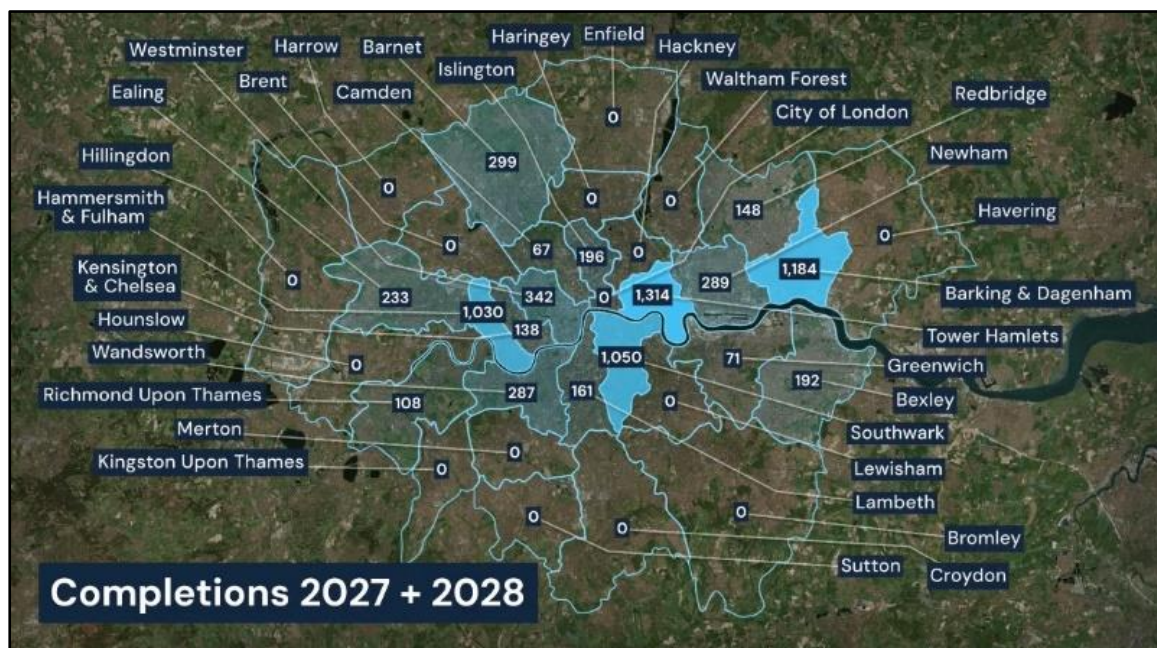 Westminster
Harrow
Barnet
Haringey
Enfield
Hackney
Brent
Islington
Waltham Forest
Ealing
Camden
City of London
Redbridge
Hillingdon
Newham
Hammersmith
& Fulham
Havering
Kensington
& Chelsea
Barking & Dagenham
Hounslow
Tower Hamlets
Wandsworth
Greenwich
Richmond Upon Thames
Bexley
Merton
Southwark
Kingston Upon Thames
Lewisham
Lambeth
Bromley
Sutton
Croydon
0
299
0
0
0
148
0
67
196
0
0
0
233
1,030
342
0
1,314
289
1,184
138
0
1,050
71
108
287
161
0
192
0
0
0
0
0
Completions 2027 + 2028